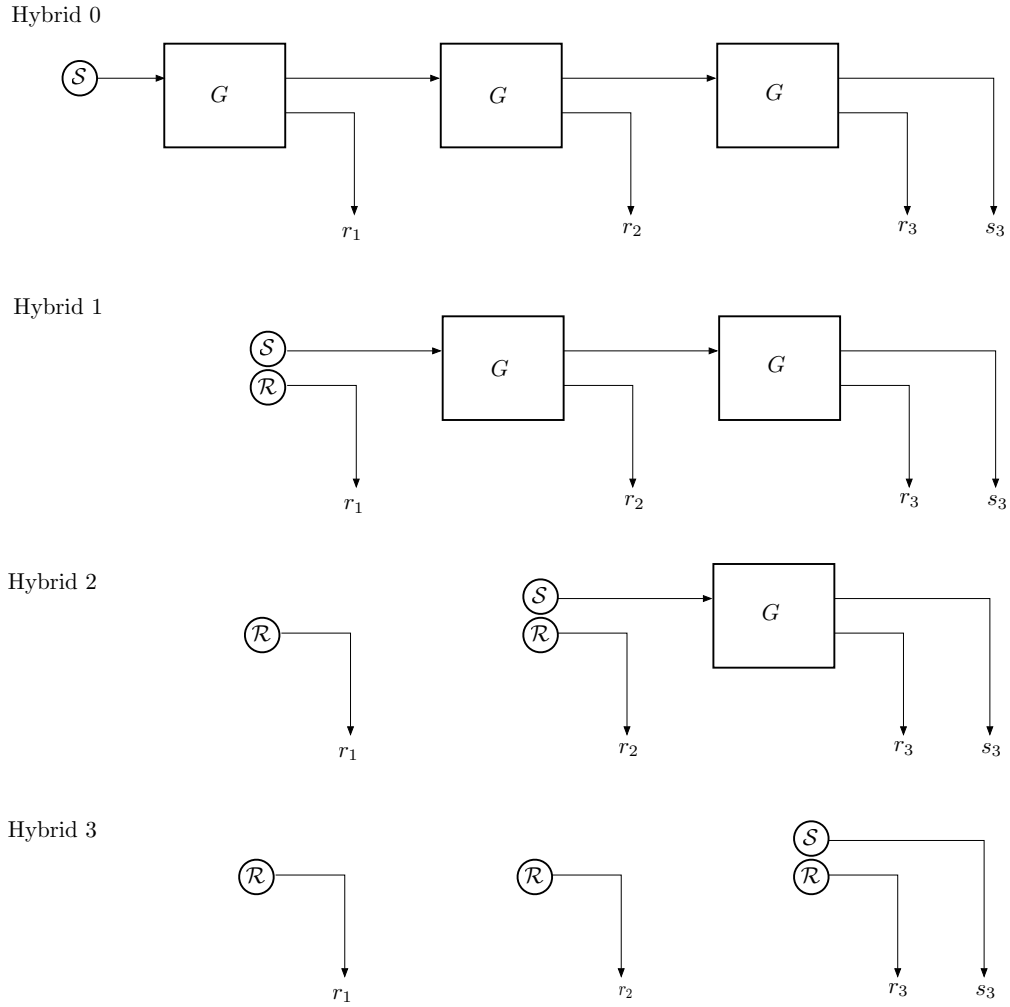 Hybrid 0
S G G G
r1 r2 r3 s3
Hybrid 1
S G G
R
r1 r2 r3 s3
Hybrid 2
S G
R R
r1 r2 r3 s3
Hybrid 3
S
R R R
r1 r2 r3 s3